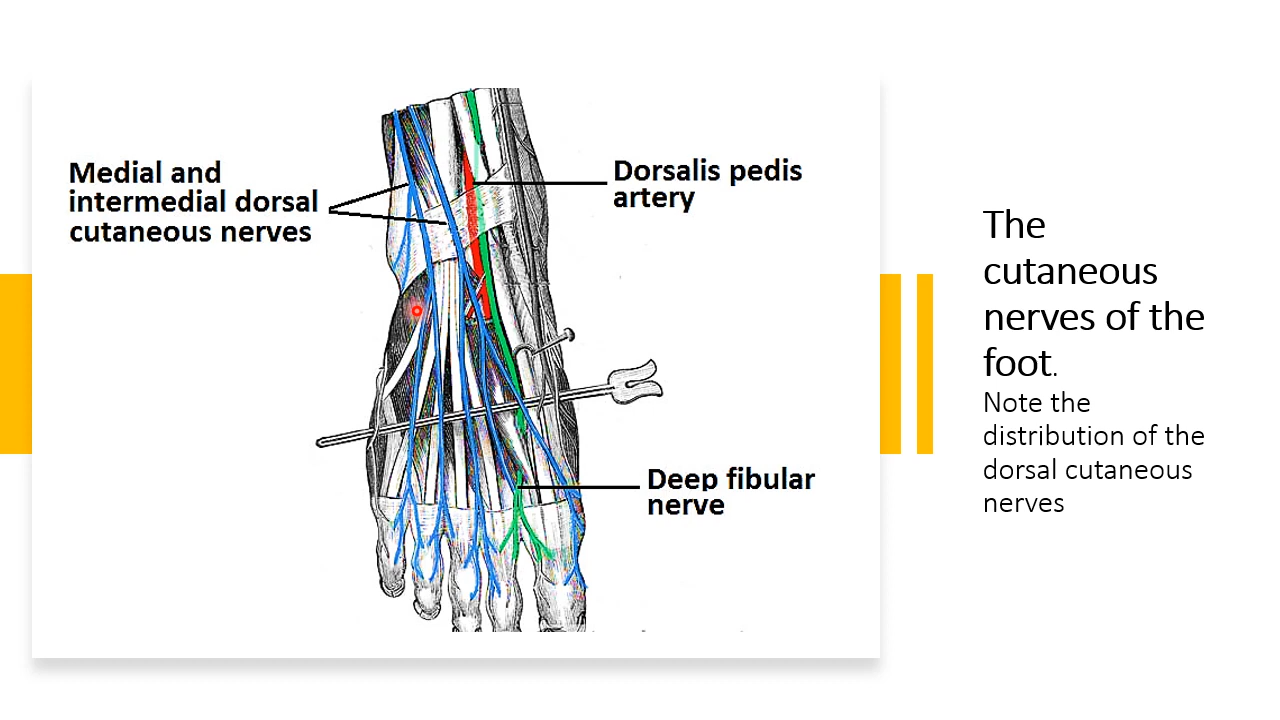 Medial and
intermedial dorsal
cutaneous nerves
Dorsalis pedis
artery
Deep fibular
nerve
The
cutaneous
nerves of the
foot.
Note the
distribution of the
dorsal cutaneous
nerves